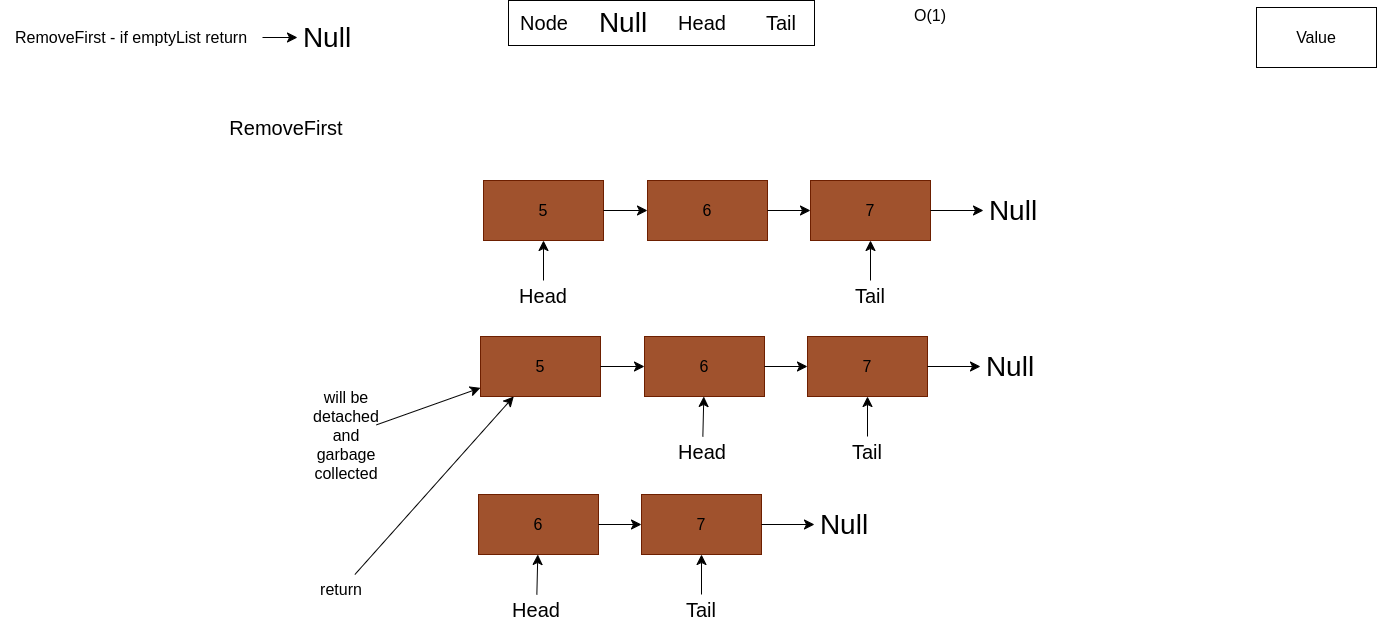 RemoveFirst - if emptyList return Null
Node Null Head Tail
O(1)
Value
RemoveFirst
5 6 7 Null
Head Tail
5 6 7 Null
will be
detached
and
garbage
collected
Head Tail
6 7 Null
return
Head Tail